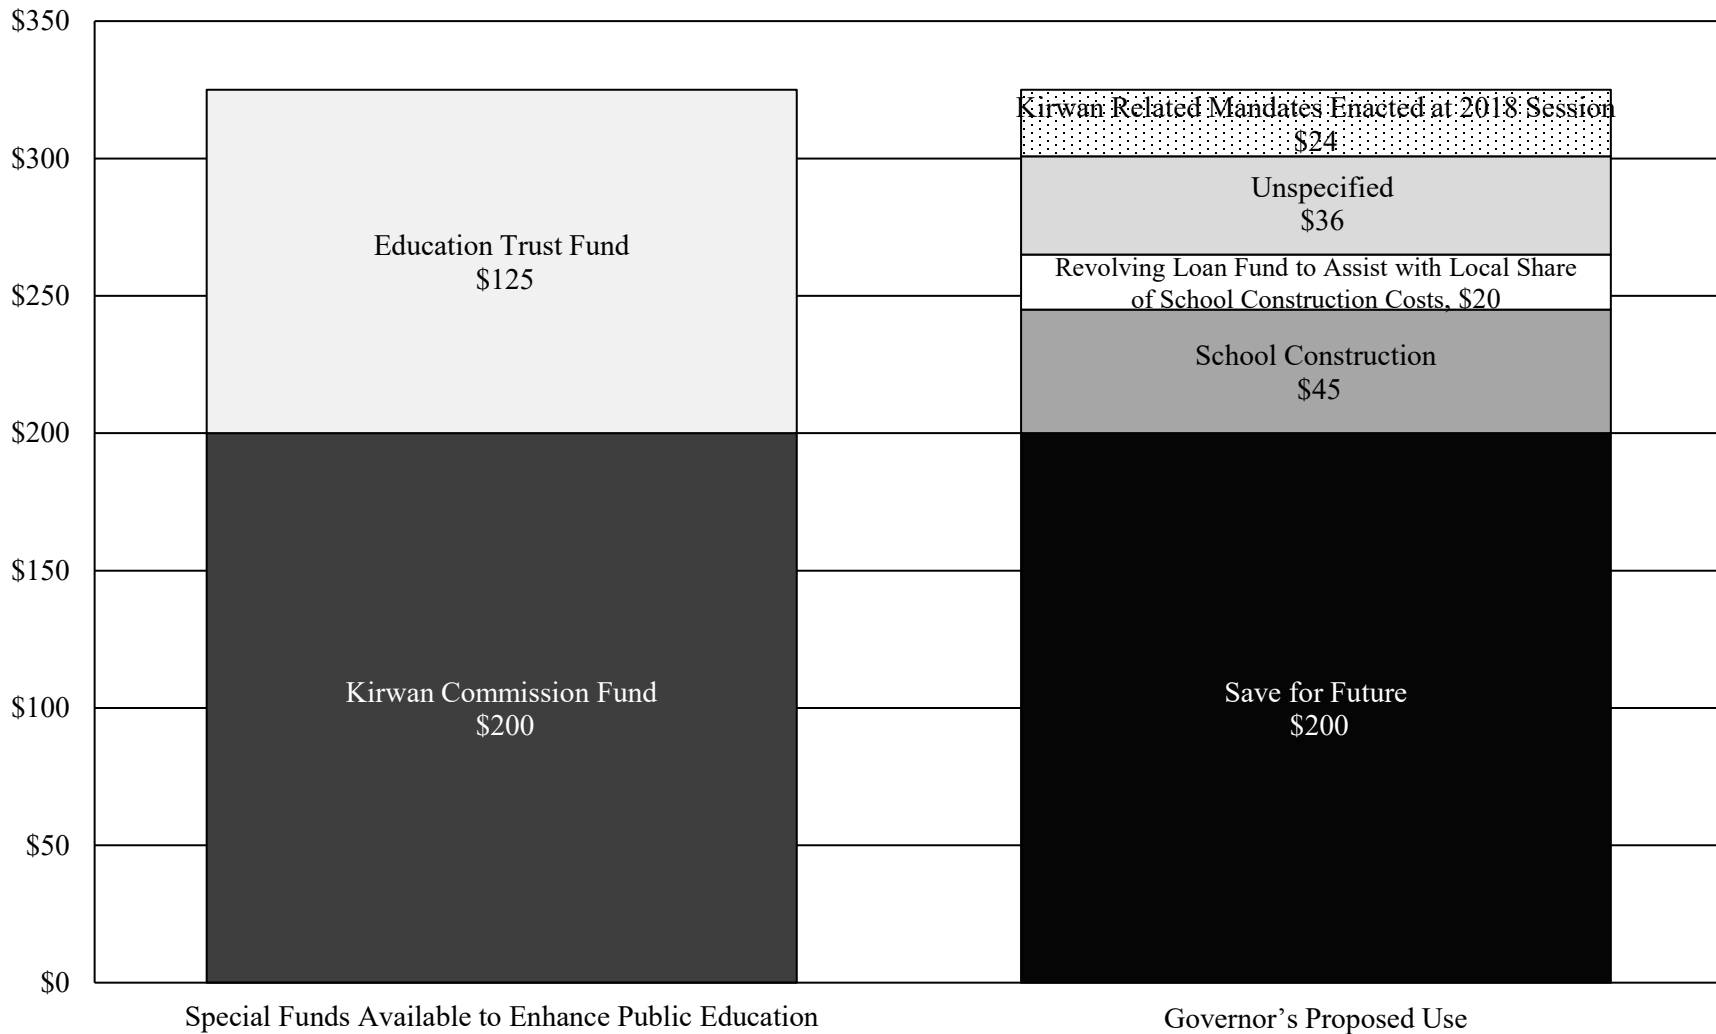 $350
$300
$250
$200
$150
$100
$50
$0
Education Trust Fund
$125
Kirwan Commission Fund
$200
Kirwan Related Mandates Enacted at 2018 Session
$24
Unspecified
$36
Revolving Loan Fund to Assist with Local Share
of School Construction Costs, $20
School Construction
$45
Save for Future
$200
Special Funds Available to Enhance Public Education
Governor’s Proposed Use